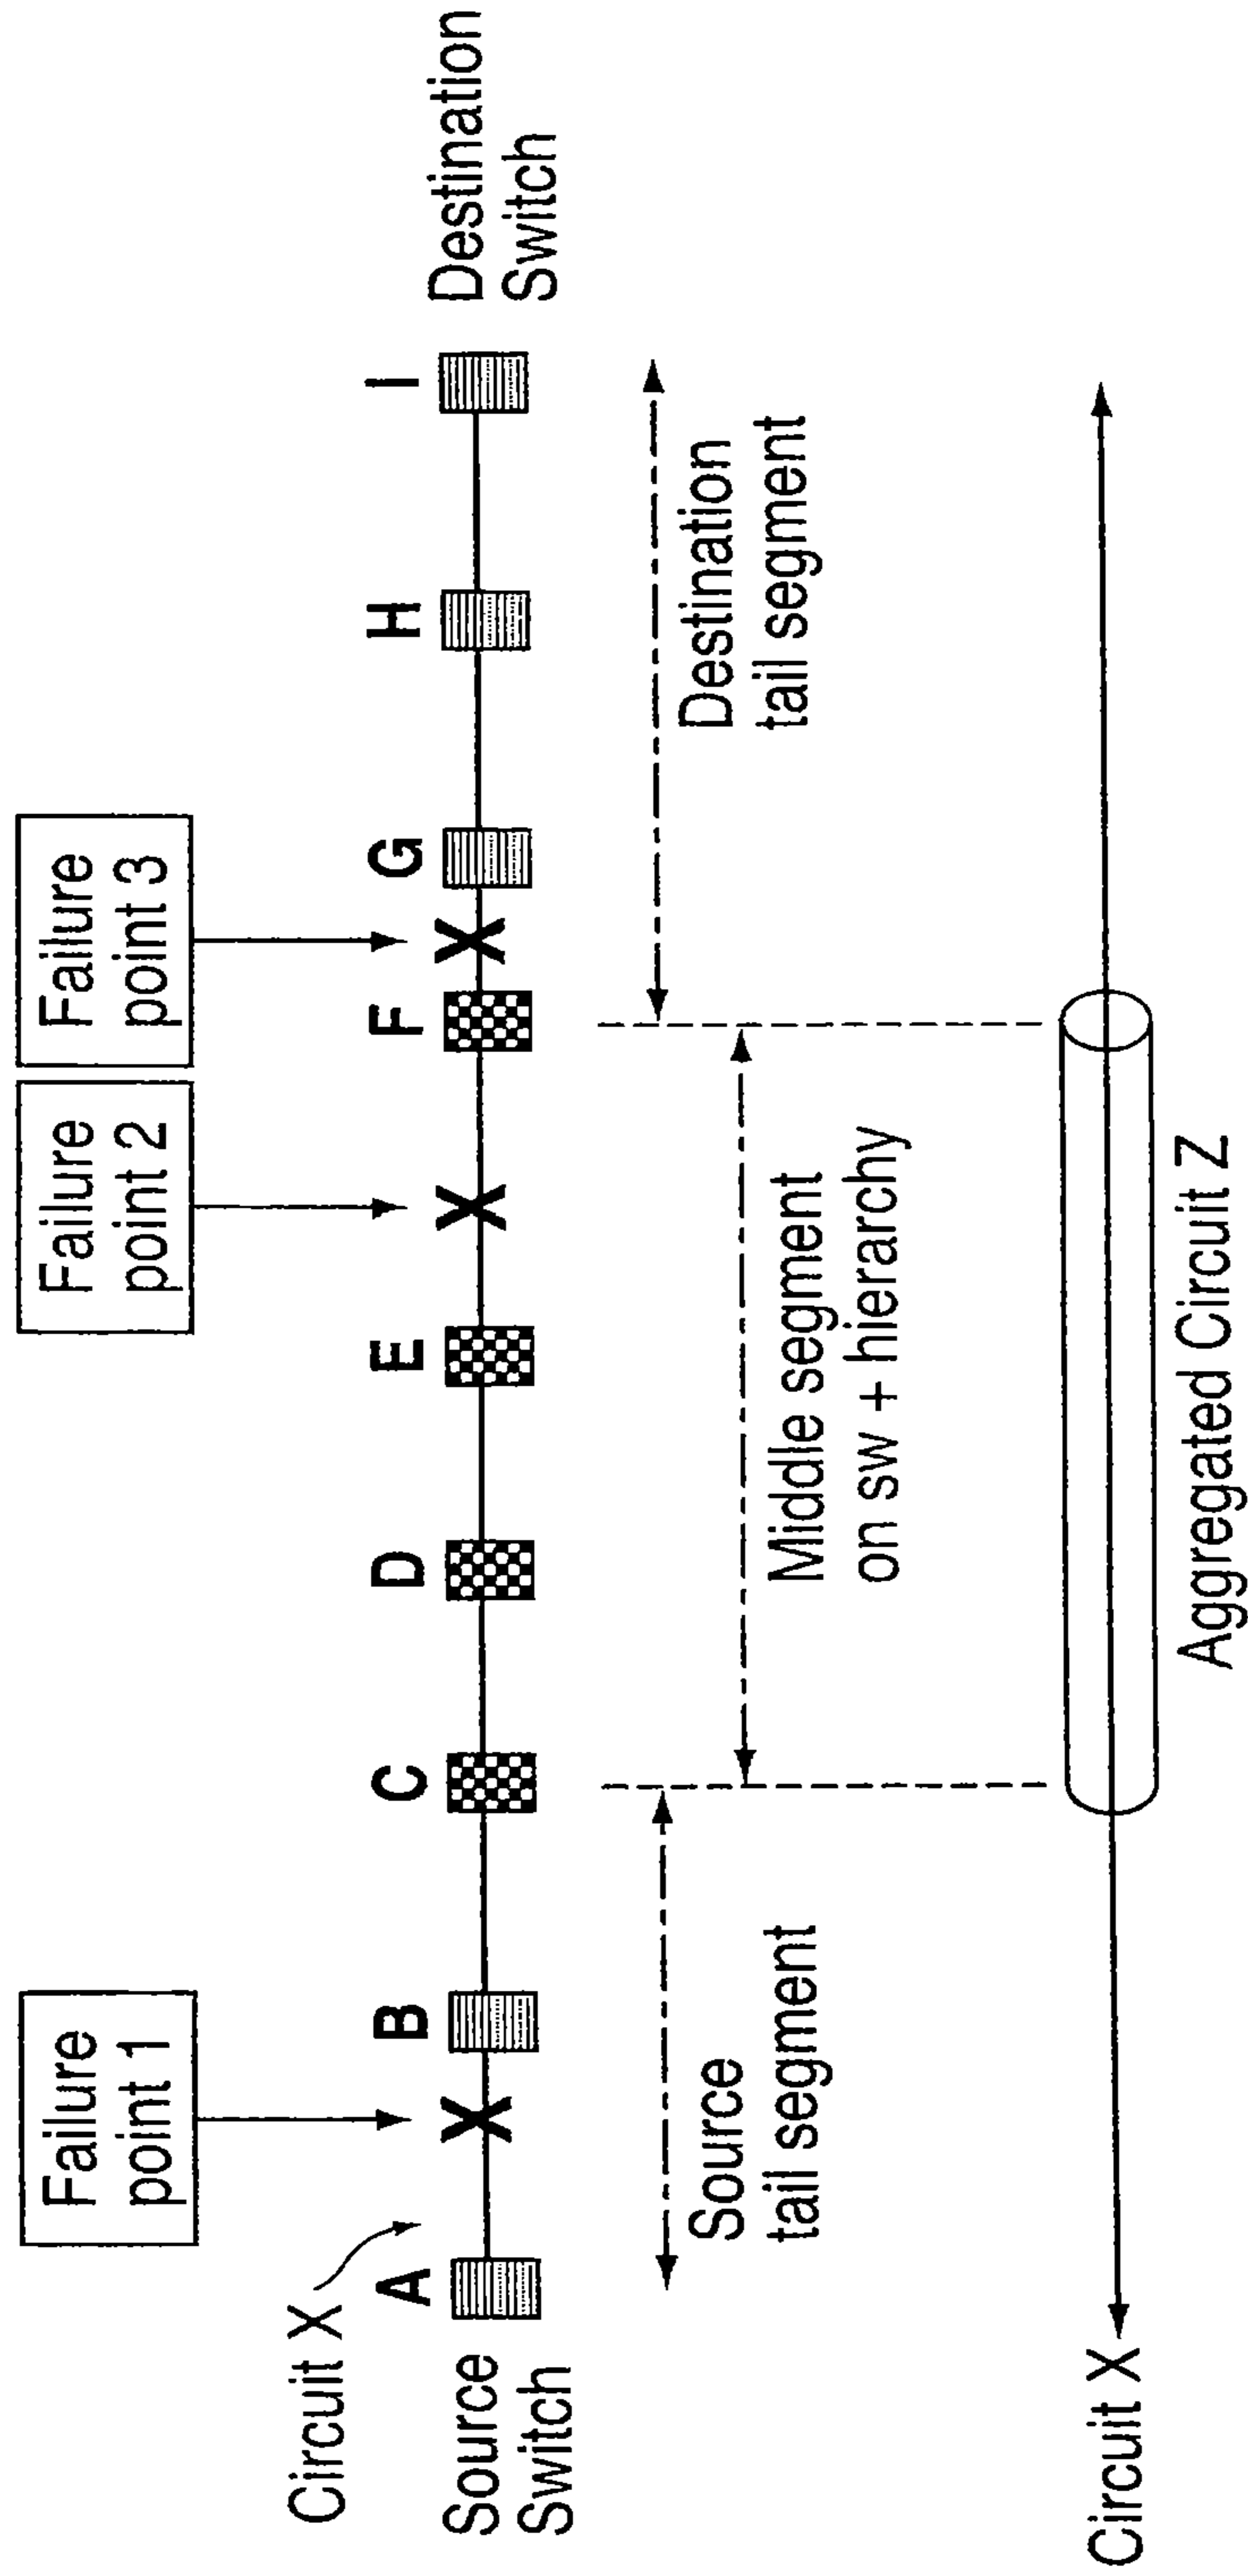 Failure
point 1
Failure
point 2
Failure
point 3
Circuit X
A
B
X
C
D
E
X
F
X
G
H
I
Source
Switch
Destination
Switch
Source
tail segment
Middle segment
on sw + hierarchy
Destination
tail segment
Circuit X
Aggregated Circuit Z